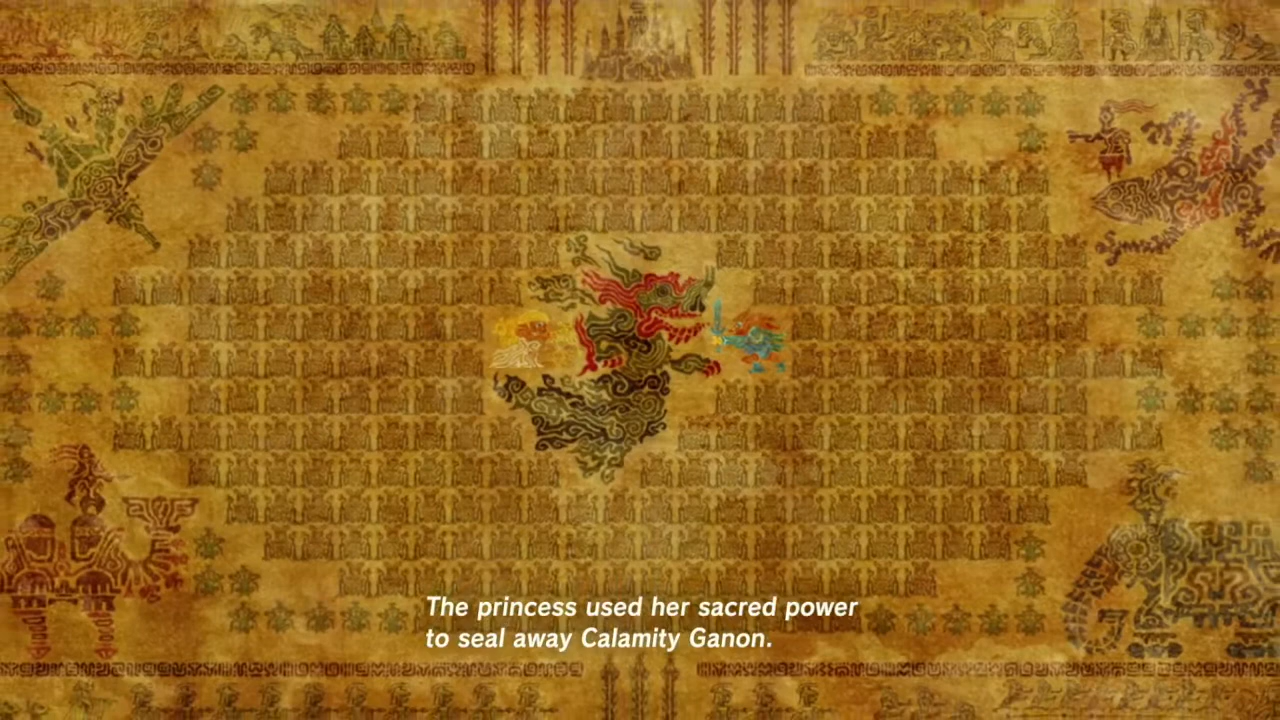 The princess used her sacred power
to seal away Calamity Ganon.